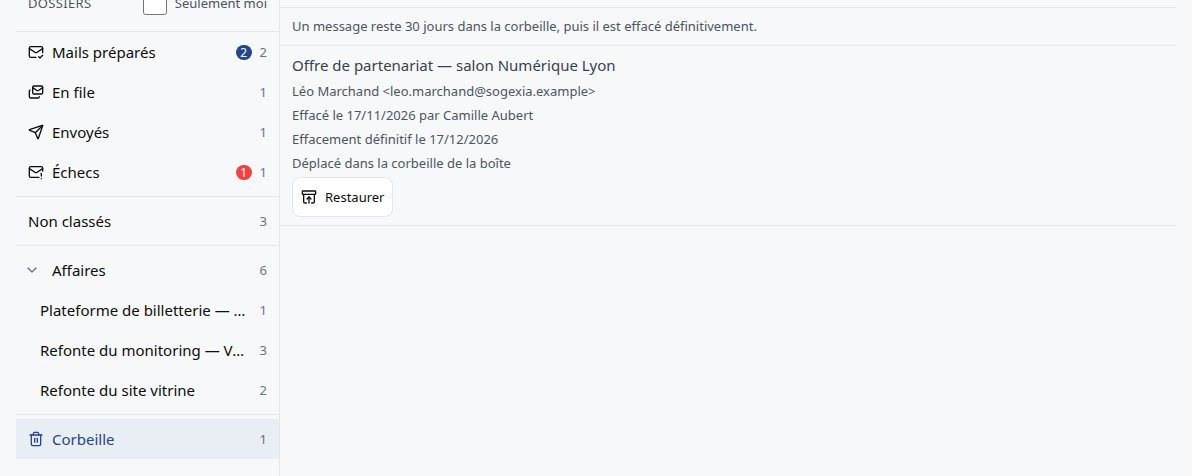 DOSSIERS
Seulement moi
Mails préparés 2 2
En file 1
Envoyés 1
Échecs 1 1
Non classés 3
Affaires 6
Plateforme de billetterie — ... 1
Refonte du monitoring — V... 3
Refonte du site vitrine 2
Corbeille 1
Un message reste 30 jours dans la corbeille, puis il est effacé définitivement.
Offre de partenariat — salon Numérique Lyon
Léo Marchand <leo.marchand@sogexia.example>
Effacé le 17/11/2026 par Camille Aubert
Effacement définitif le 17/12/2026
Déplacé dans la corbeille de la boîte
Restaurer